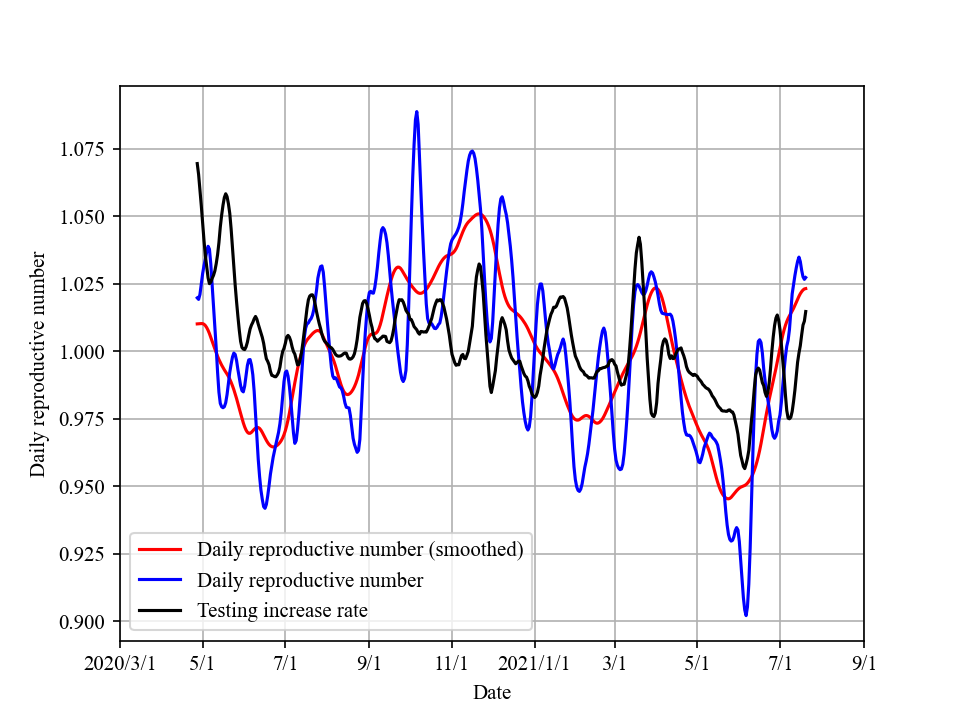 Daily reproductive number
1.075
1.050
1.025
1.000
0.975
0.950
0.925
0.900
Daily reproductive number (smoothed)
Daily reproductive number
Testing increase rate
2020/3/1 5/1 7/1 9/1 11/1 2021/1/1 3/1 5/1 7/1 9/1
Date